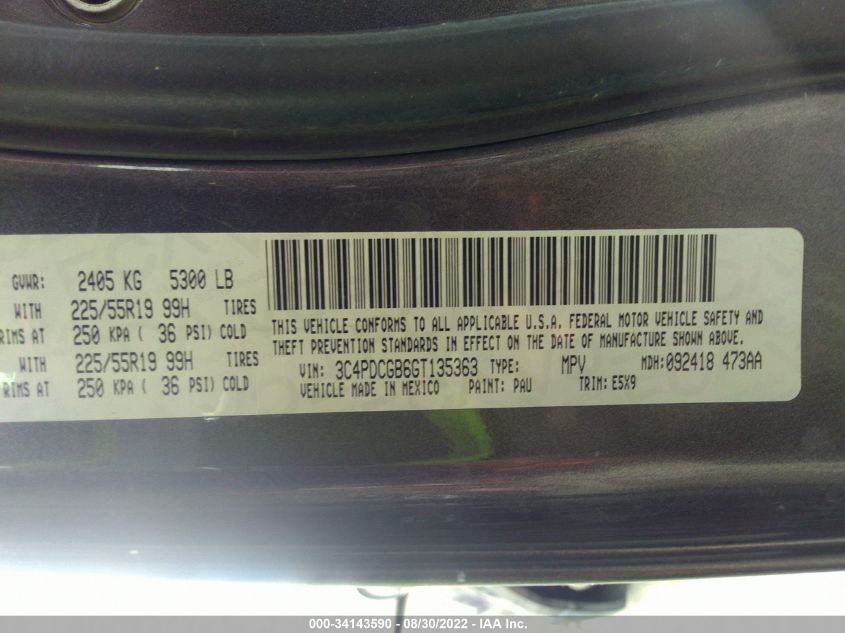 GVWR: 2405 KG 5300 LB
WITH 225/55R19 99H TIRES
RIMS AT 250 KPA ( 36 PSI) COLD
WITH 225/55R19 99H TIRES
RIMS AT 250 KPA ( 36 PSI) COLD
THIS VEHICLE CONFORMS TO ALL APPLICABLE U.S.A. FEDERAL MOTOR VEHICLE SAFETY AND
THEFT PREVENTION STANDARDS IN EFFECT ON THE DATE OF MANUFACTURE SHOWN ABOVE.
VIN: 3C4PDCGB6GT135363 TYPE: MPV MDH:092418 473AA
VEHICLE MADE IN MEXICO PAINT: PAU TRIM: E5X9
000-34143590 - 08/30/2022 - IAA Inc.